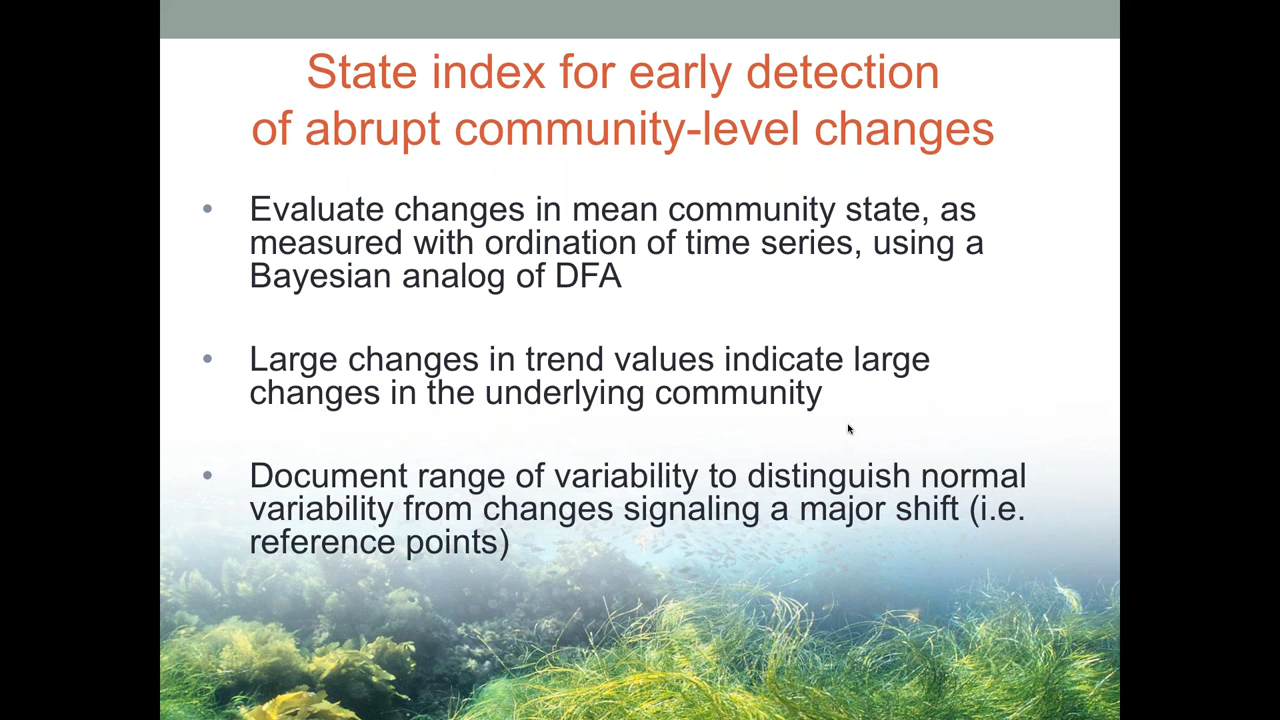 State index for early detection
of abrupt community-level changes
• Evaluate changes in mean community state, as
measured with ordination of time series, using a
Bayesian analog of DFA
• Large changes in trend values indicate large
changes in the underlying community
• Document range of variability to distinguish normal
variability from changes signaling a major shift (i.e.
reference points)